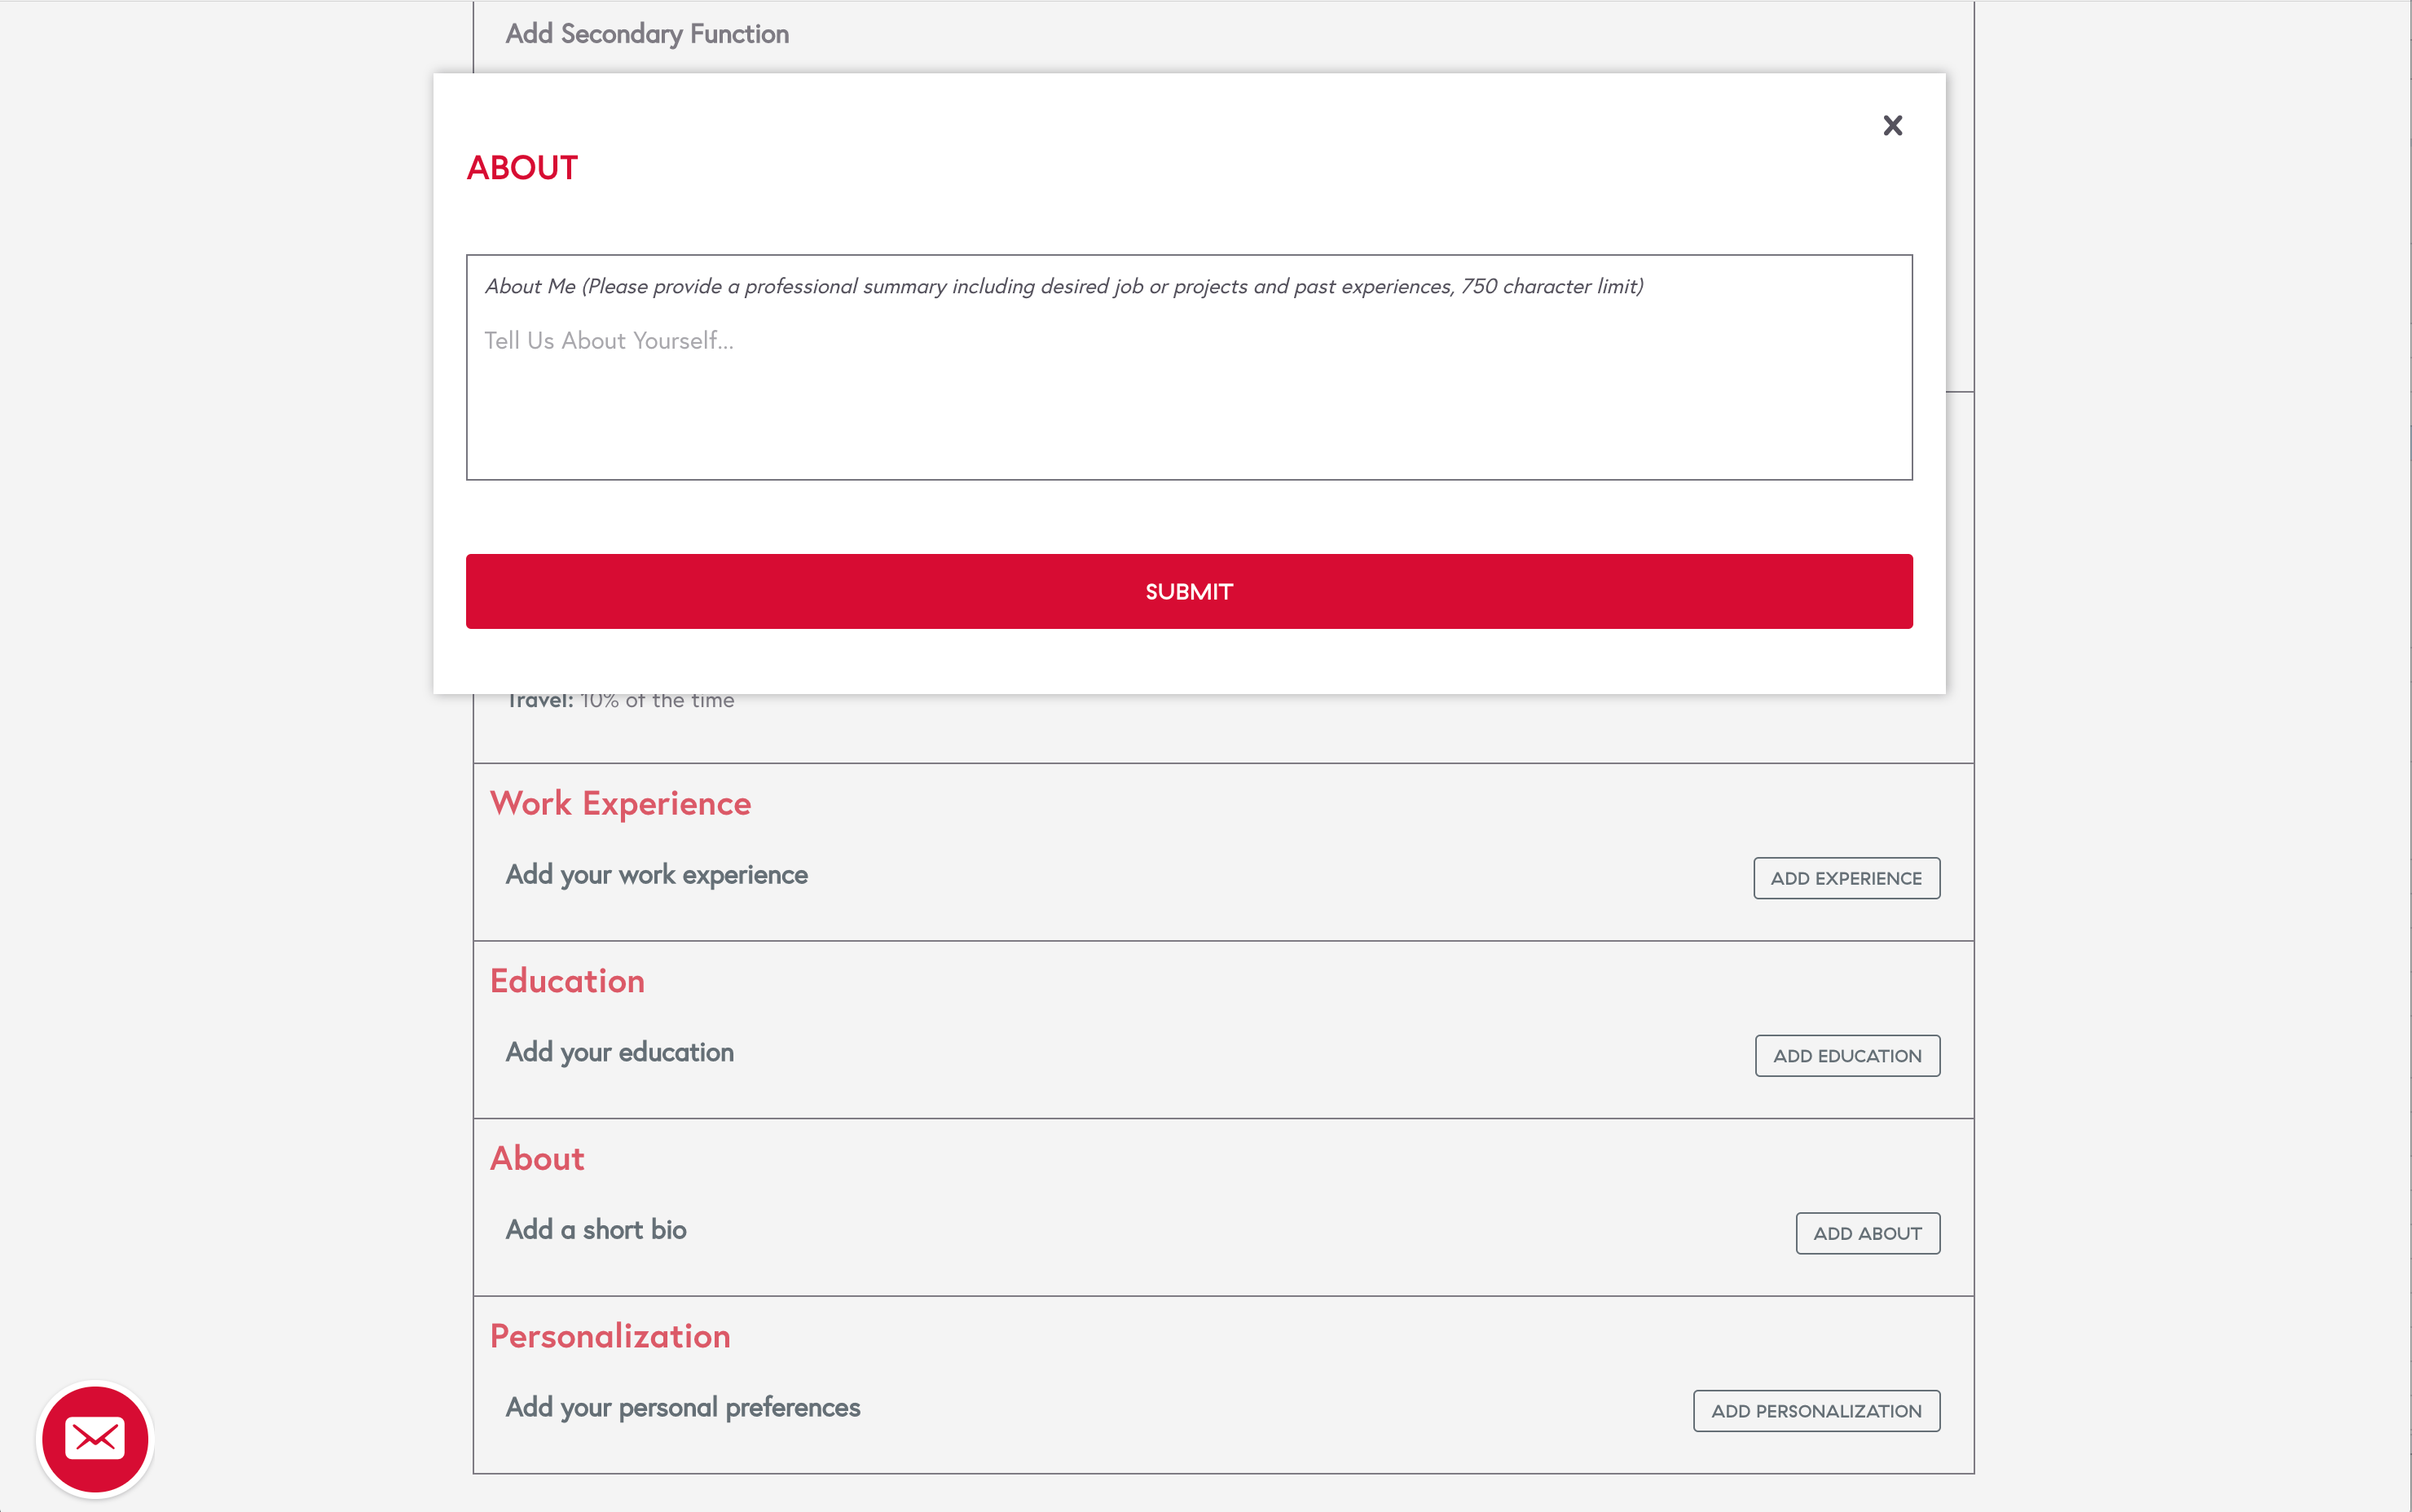 Add Secondary Function
ABOUT
About Me (Please provide a professional summary including desired job or projects and past experiences, 750 character limit)
Tell Us About Yourself...
SUBMIT
Travel: 10% of the time
Work Experience
Add your work experience
ADD EXPERIENCE
Education
Add your education
ADD EDUCATION
About
Add a short bio
ADD ABOUT
Personalization
Add your personal preferences
ADD PERSONALIZATION